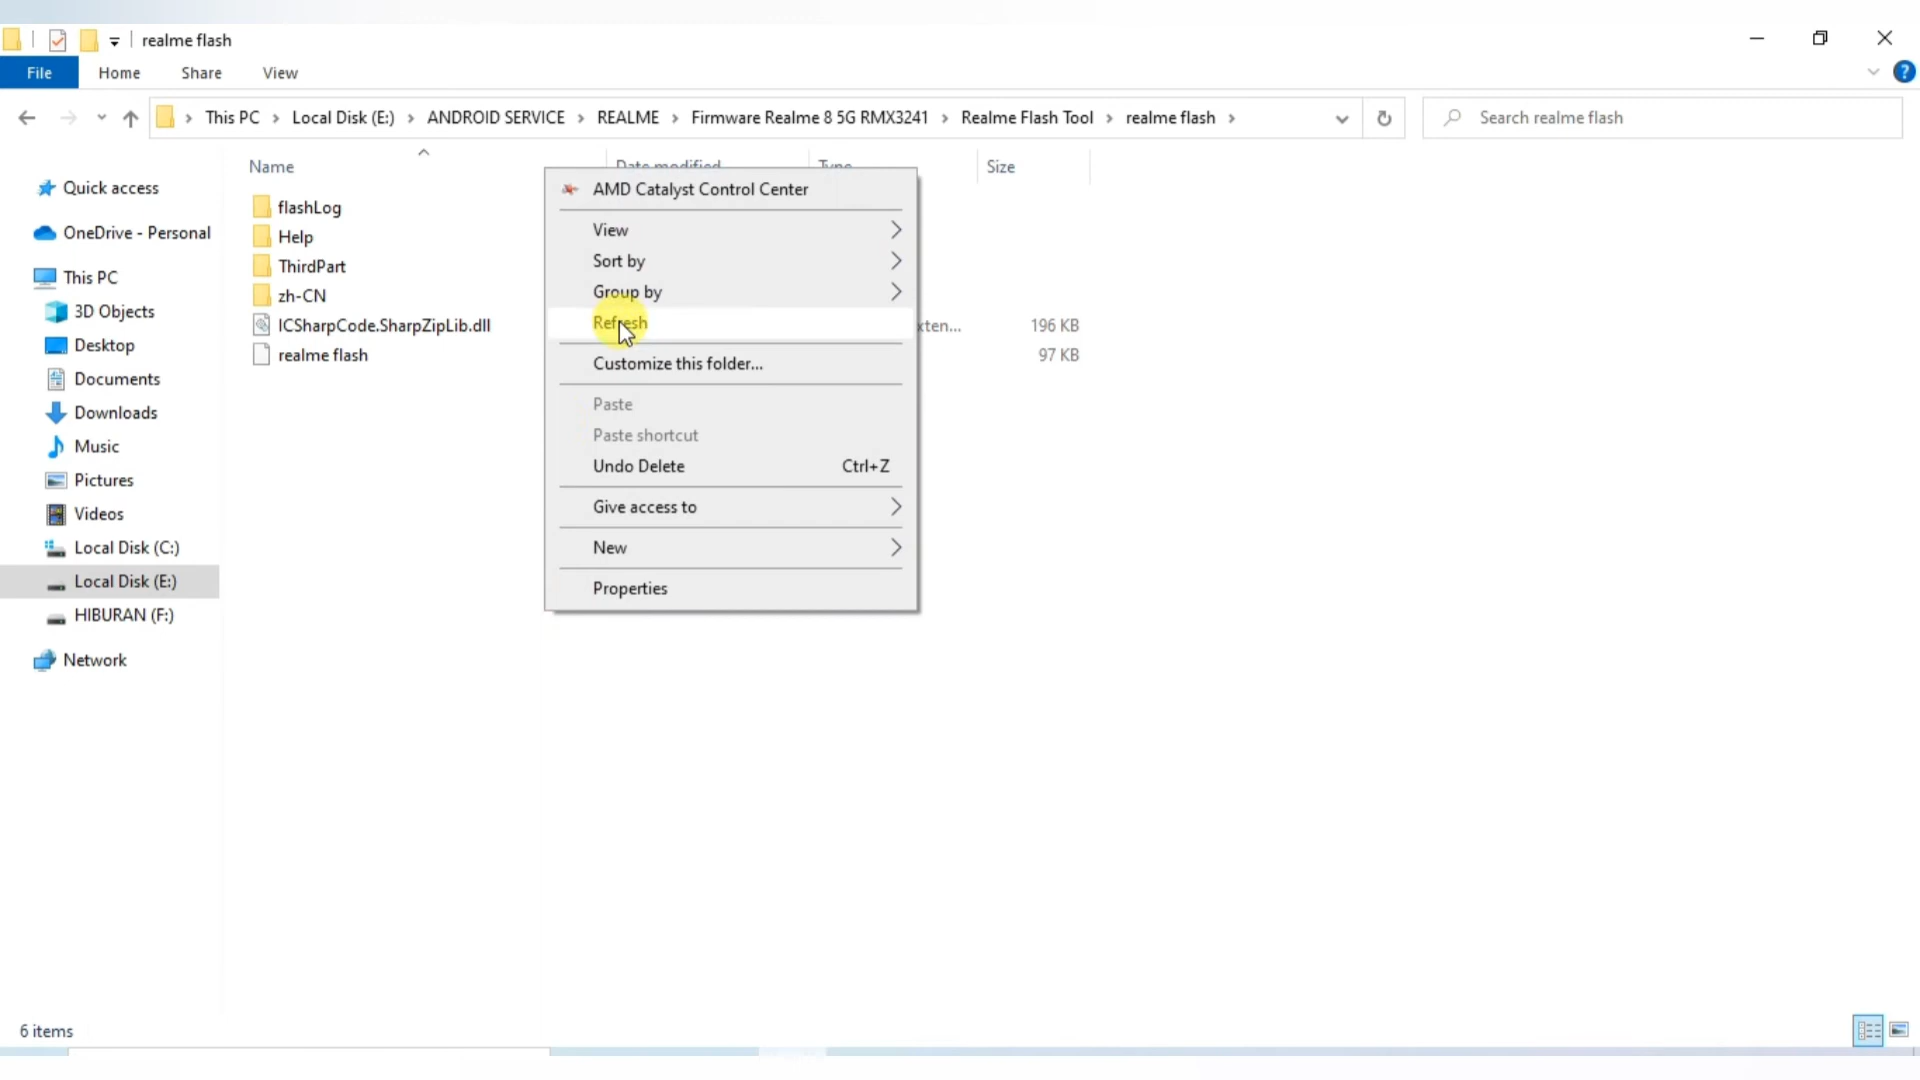 realme flash
File Home Share View
This PC Local Disk (E:) ANDROID SERVICE REALME Firmware Realme 8 5G RMX3241 Realme Flash Tool realme flash Search realme flash
Name Date modified Type Size
Quick access
OneDrive - Personal
This PC
3D Objects
Desktop
Documents
Downloads
Music
Pictures
Videos
Local Disk (C:)
Local Disk (E:)
HIBURAN (F:)
Network
flashLog
Help
ThirdPart
zh-CN
ICSharpCode.SharpZipLib.dll xten... 196 KB
realme flash 97 KB
AMD Catalyst Control Center
View
Sort by
Group by
Refresh
Customize this folder...
Paste
Paste shortcut
Undo Delete Ctrl+Z
Give access to
New
Properties
6 items